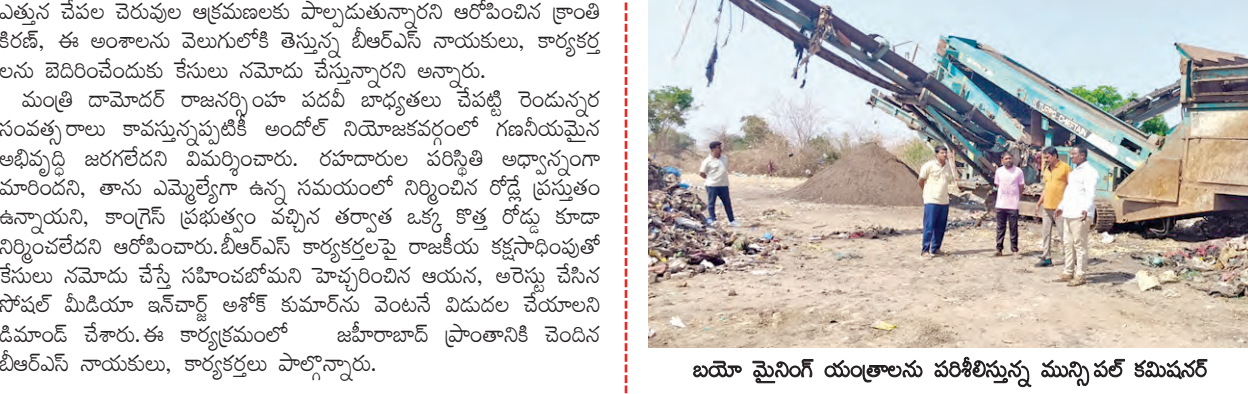 ఎత్తున చేపల చెరువుల ఆక్రమణలకు పాల్పడుతున్నారని ఆరోపించిన క్రాంతి
కిరణ్, ఈ అంశాలను వెలుగులోకి తెస్తున్న బీఆర్ఎస్ నాయకులు, కార్యకర్త
లను బెదిరించేందుకు కేసులు నమోదు చేస్తున్నారని అన్నారు.
మంత్రి దామోదర్ రాజనర్సింహ పదవీ బాధ్యతలు చేపట్టి రెండున్నర
సంవత్సరాలు కావస్తున్నప్పటికీ అందోల్ నియోజకవర్గంలో గణనీయమైన
అభివృద్ధి జరగలేదని విమర్శించారు. రహదారుల పరిస్థితి అధ్వాన్నంగా
మారిందని, తాను ఎమ్మెల్యేగా ఉన్న సమయంలో నిర్మించిన రోడ్లే ప్రస్తుతం
ఉన్నాయని, కాంగ్రెస్ ప్రభుత్వం వచ్చిన తర్వాత ఒక్క కొత్త రోడ్డు కూడా
నిర్మించలేదని ఆరోపించారు.బీఆర్ఎస్ కార్యకర్తలపై రాజకీయ కక్షసాధింపుతో
కేసులు నమోదు చేస్తే సహించబోమని హెచ్చరించిన ఆయన, అరెస్టు చేసిన
సోషల్ మీడియా ఇన్‌చార్జ్ అశోక్ కుమార్‌ను వెంటనే విడుదల చేయాలని
డిమాండ్ చేశారు.ఈ కార్యక్రమంలో జహీరాబాద్ ప్రాంతానికి చెందిన
బీఆర్ఎస్ నాయకులు, కార్యకర్తలు పాల్గొన్నారు.
బయో మైనింగ్ యంత్రాలను పరిశీలిస్తున్న మున్సిపల్ కమిషనర్